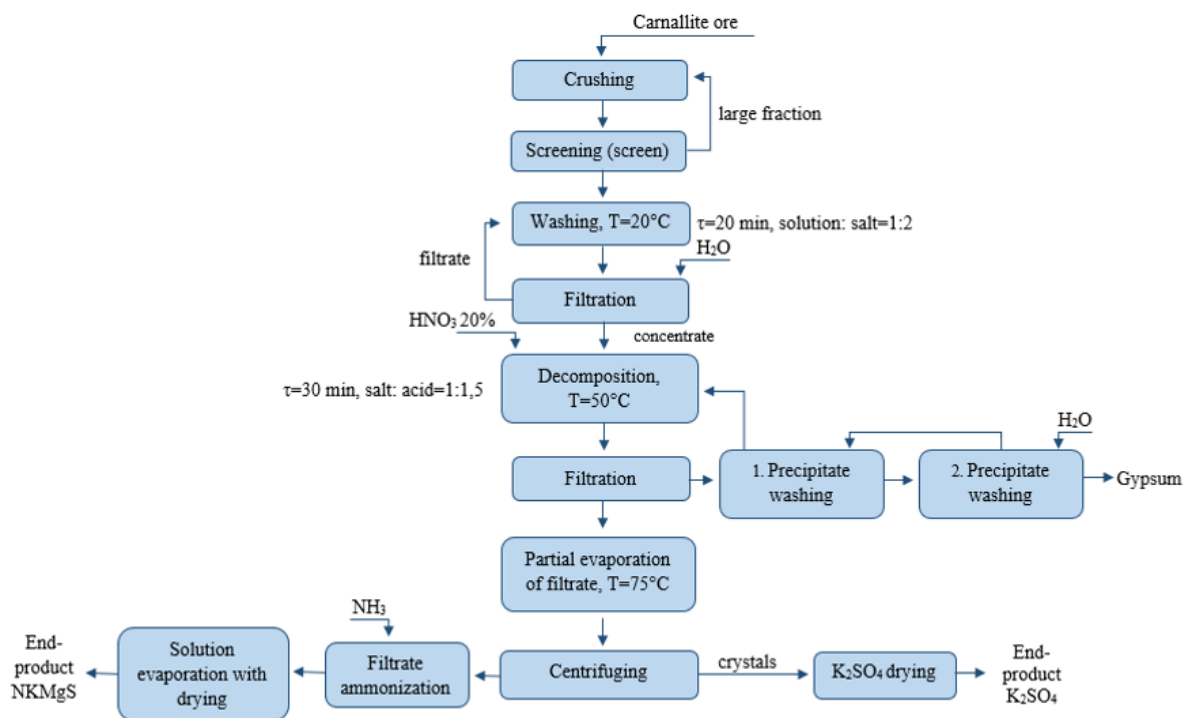 Carnallite ore
Crushing
large fraction
Screening (screen)
Washing, T=20°C
τ=20 min, solution: salt=1:2
H₂O
filtrate
Filtration
HNO₃ 20%
concentrate
Decomposition,
T=50°C
τ=30 min, salt: acid=1:1,5
H₂O
Filtration
1. Precipitate
washing
2. Precipitate
washing
Gypsum
Partial evaporation
of filtrate, T=75°C
NH₃
End-
product
NKMgS
Solution
evaporation with
drying
Filtrate
ammonization
Centrifuging
crystals
K₂SO₄ drying
End-
product
K₂SO₄